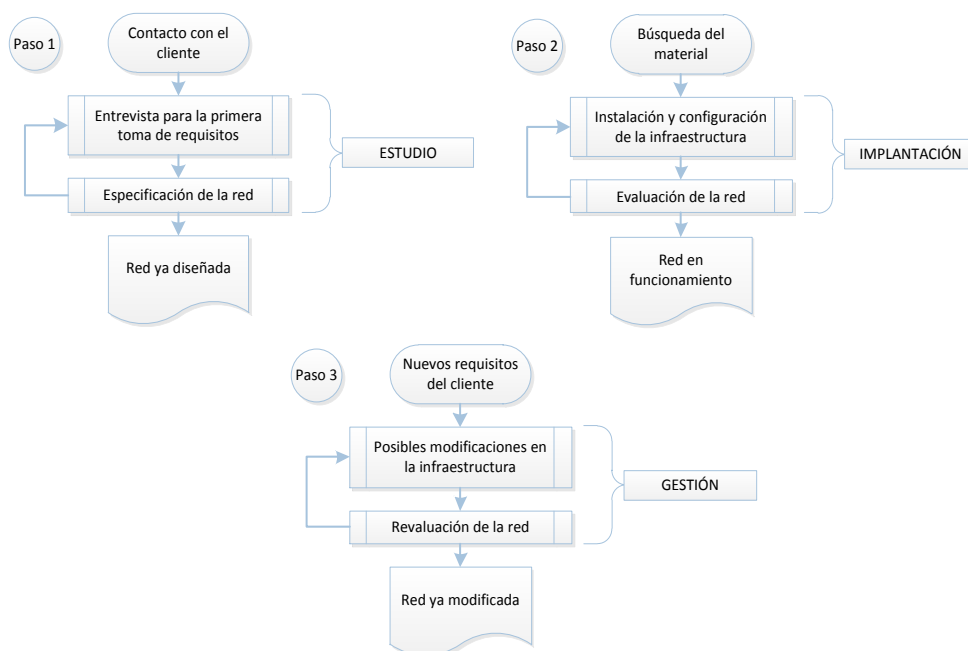 Paso 1
Contacto con el
cliente
Entrevista para la primera
toma de requisitos
ESTUDIO
Especificación de la red
Red ya diseñada
Paso 2
Búsqueda del
material
Instalación y configuración
de la infraestructura
IMPLANTACIÓN
Evaluación de la red
Red en
funcionamiento
Paso 3
Nuevos requisitos
del cliente
Posibles modificaciones en
la infraestructura
GESTIÓN
Revaluación de la red
Red ya modificada